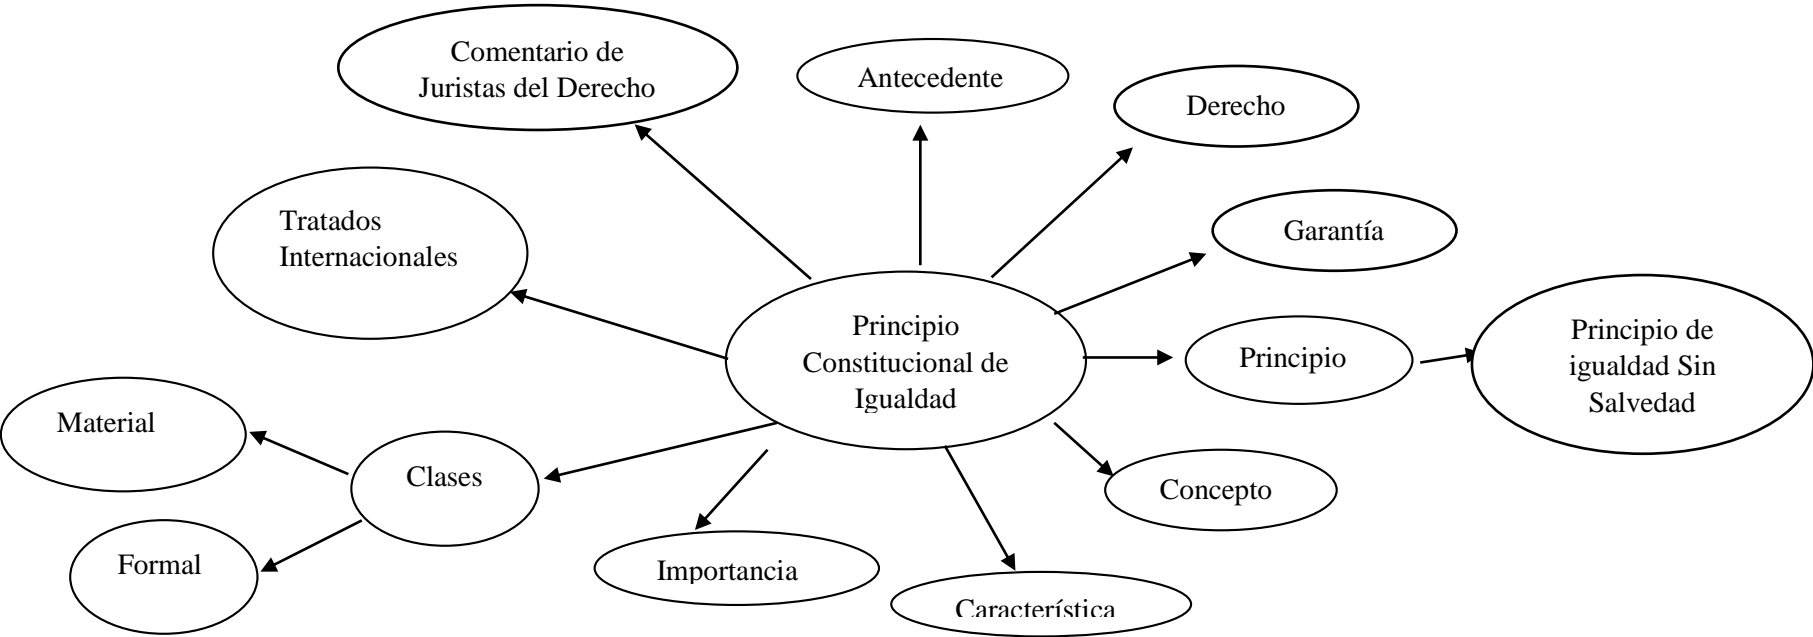 Comentario de
Juristas del Derecho
Antecedente
Derecho
Tratados
Internacionales
Garantía
Principio
Constitucional de
Igualdad
Principio
Principio de
igualdad Sin
Salvedad
Material
Clases
Concepto
Formal
Importancia
Característica